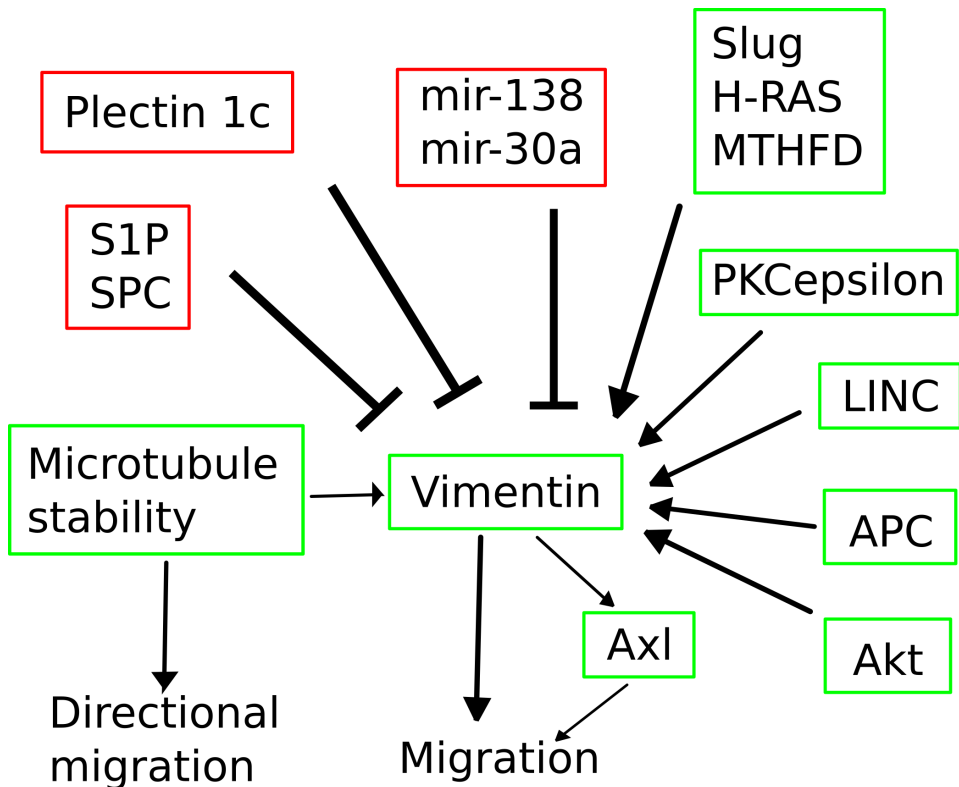 Plectin 1c
mir-138
mir-30a
Slug
H-RAS
MTHFD
S1P
SPC
PKCepsilon
LINC
Microtubule
stability
Vimentin
APC
Axl
Akt
Directional
migration
Migration